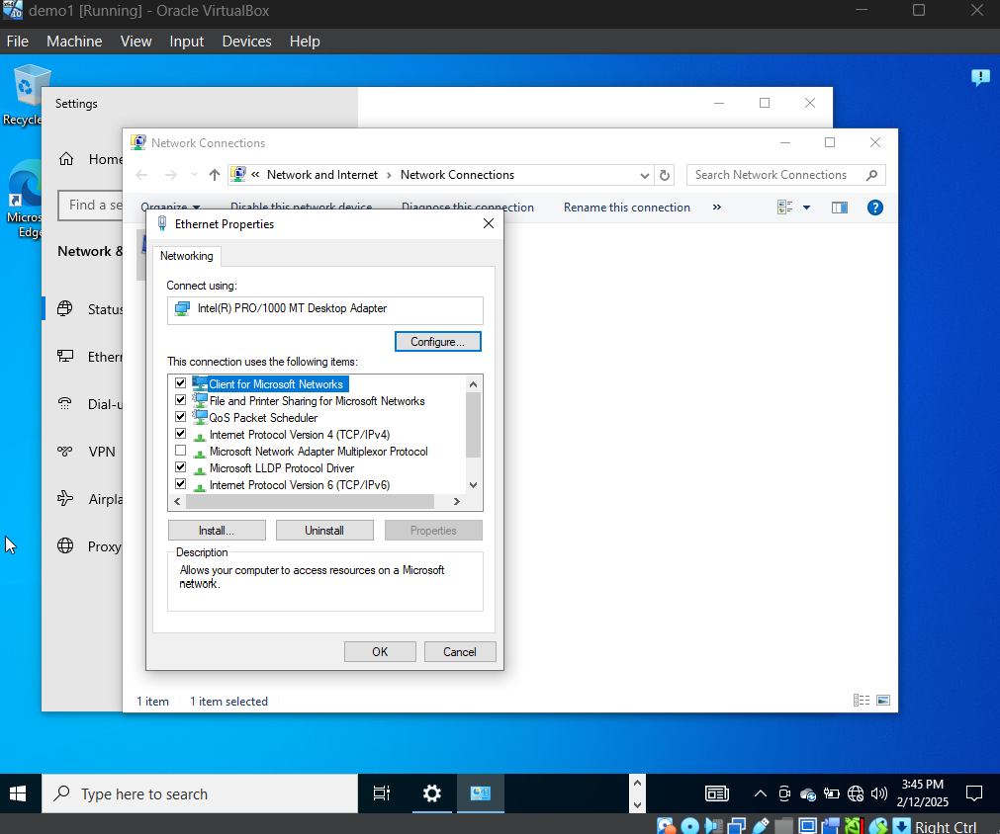 demo1 [Running] - Oracle VirtualBox
File Machine View Input Devices Help
Recycle
Settings
Network Connections
Home
« Network and Internet › Network Connections
Search Network Connections
Find a se
Micros
Edge
Organize Disable this network device Diagnose this connection Rename this connection »
Ethernet Properties
Network &
Networking
Connect using:
Status
Intel(R) PRO/1000 MT Desktop Adapter
Configure...
Ethern
This connection uses the following items:
Client for Microsoft Networks
File and Printer Sharing for Microsoft Networks
Dial-u
QoS Packet Scheduler
Internet Protocol Version 4 (TCP/IPv4)
VPN
Microsoft Network Adapter Multiplexor Protocol
Microsoft LLDP Protocol Driver
Internet Protocol Version 6 (TCP/IPv6)
Airpla
Install... Uninstall Properties
Proxy
Description
Allows your computer to access resources on a Microsoft
network.
OK Cancel
1 item 1 item selected
Type here to search
3:45 PM
2/12/2025
Right Ctrl